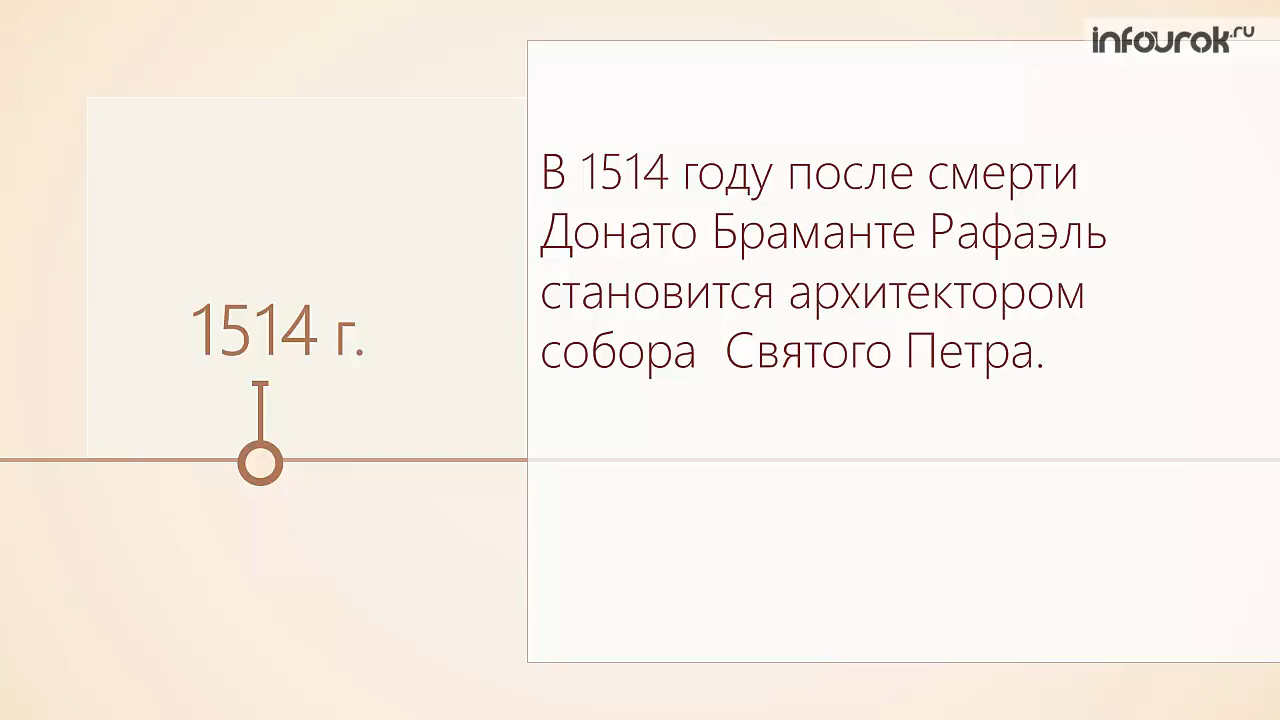 infourok.ru
В 1514 году после смерти
Донато Браманте Рафаэль
становится архитектором
собора  Святого Петра.
1514 г.